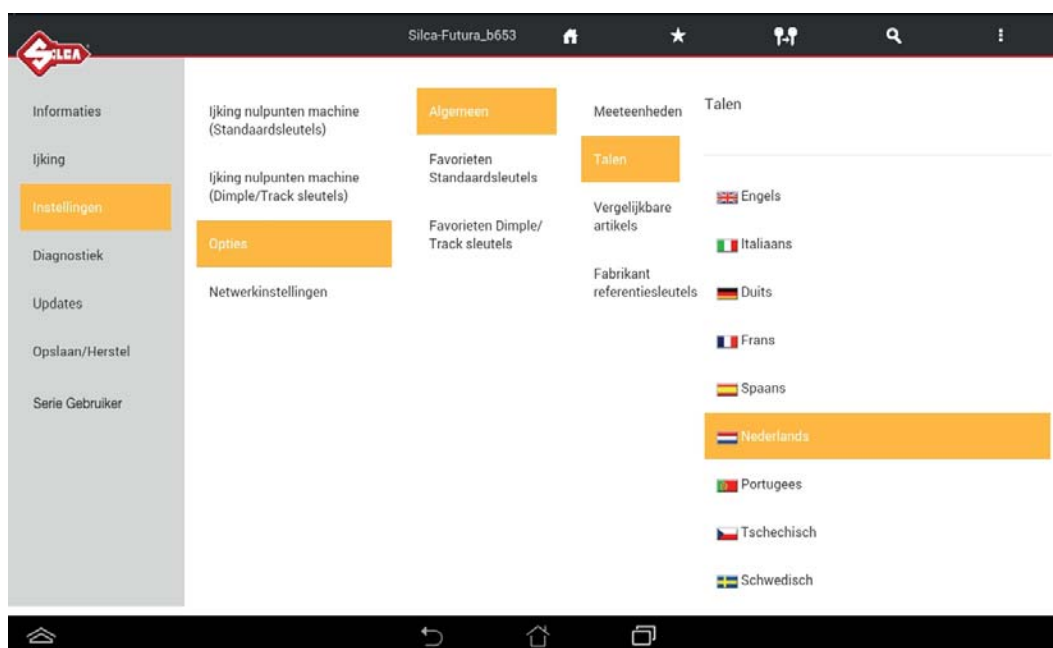 SILCA
Silca-Futura_b653
Informaties
Ijking
Instellingen
Diagnostiek
Updates
Opslaan/Herstel
Serie Gebruiker
Ijking nulpunten machine
(Standaardsleutels)
Ijking nulpunten machine
(Dimple/Track sleutels)
Opties
Netwerkinstellingen
Algemeen
Favorieten
Standaardsleutels
Favorieten Dimple/
Track sleutels
Meeteenheden
Talen
Vergelijkbare
artikels
Fabrikant
referentiesleutels
Talen
Engels
Italiaans
Duits
Frans
Spaans
Nederlands
Portugees
Tschechisch
Schwedisch